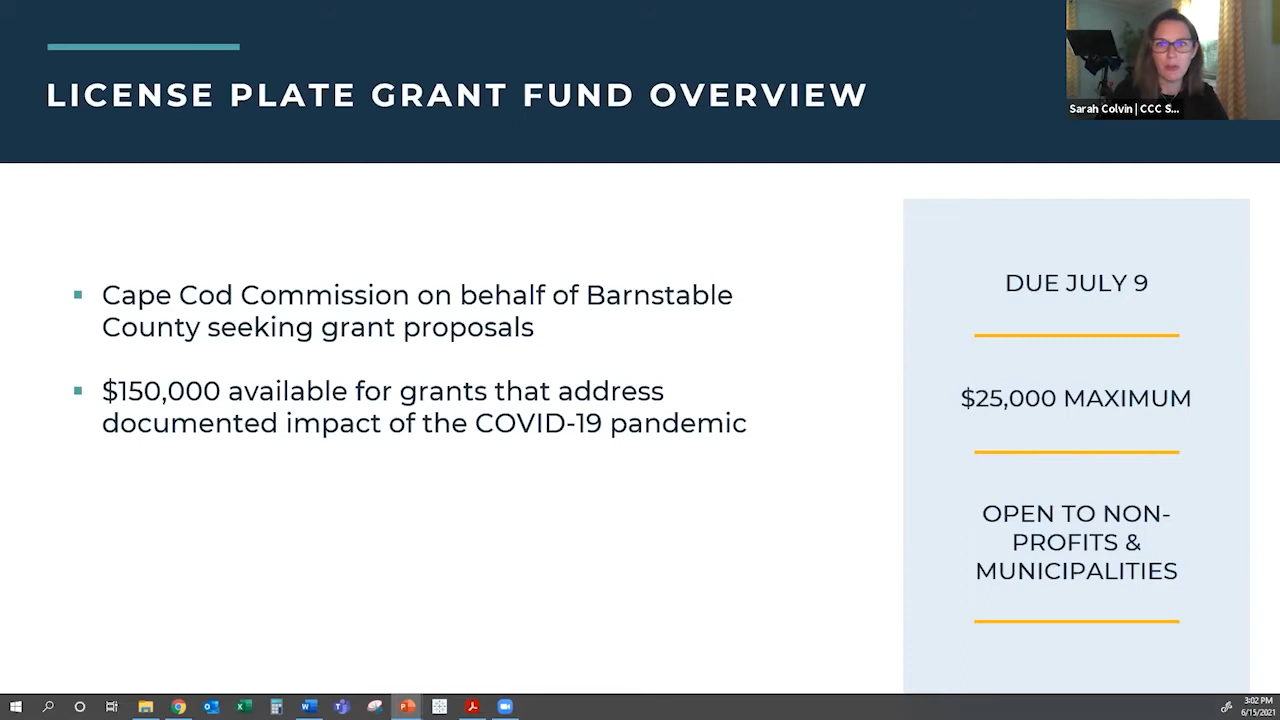 LICENSE PLATE GRANT FUND OVERVIEW
Sarah Colvin | CCC S...
Cape Cod Commission on behalf of Barnstable
County seeking grant proposals
$150,000 available for grants that address
documented impact of the COVID-19 pandemic
DUE JULY 9
$25,000 MAXIMUM
OPEN TO NON-
PROFITS &
MUNICIPALITIES
3:02 PM
6/15/2021